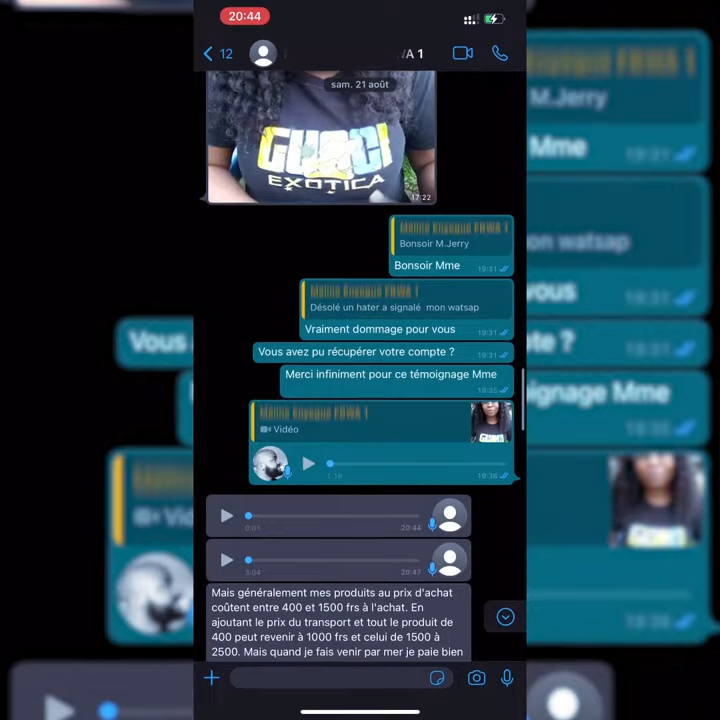 20:44
12
A 1
sam. 21 août
GUCCI
EXOTICA
17:22
Bonsoir M.Jerry
Bonsoir Mme
19:31
Désolé un hater a signalé mon watsap
Vraiment dommage pour vous
19:31
Vous avez pu récupérer votre compte ?
19:31
Merci infiniment pour ce témoignage Mme
19:35
Vidéo
1:18
19:38
0:01
20:44
3:04
20:47
Mais généralement mes produits au prix d'achat
coûtent entre 400 et 1500 frs à l'achat. En
ajoutant le prix du transport et tout le produit de
400 peut revenir à 1000 frs et celui de 1500 à
2500. Mais quand je fais venir par mer je paie bien